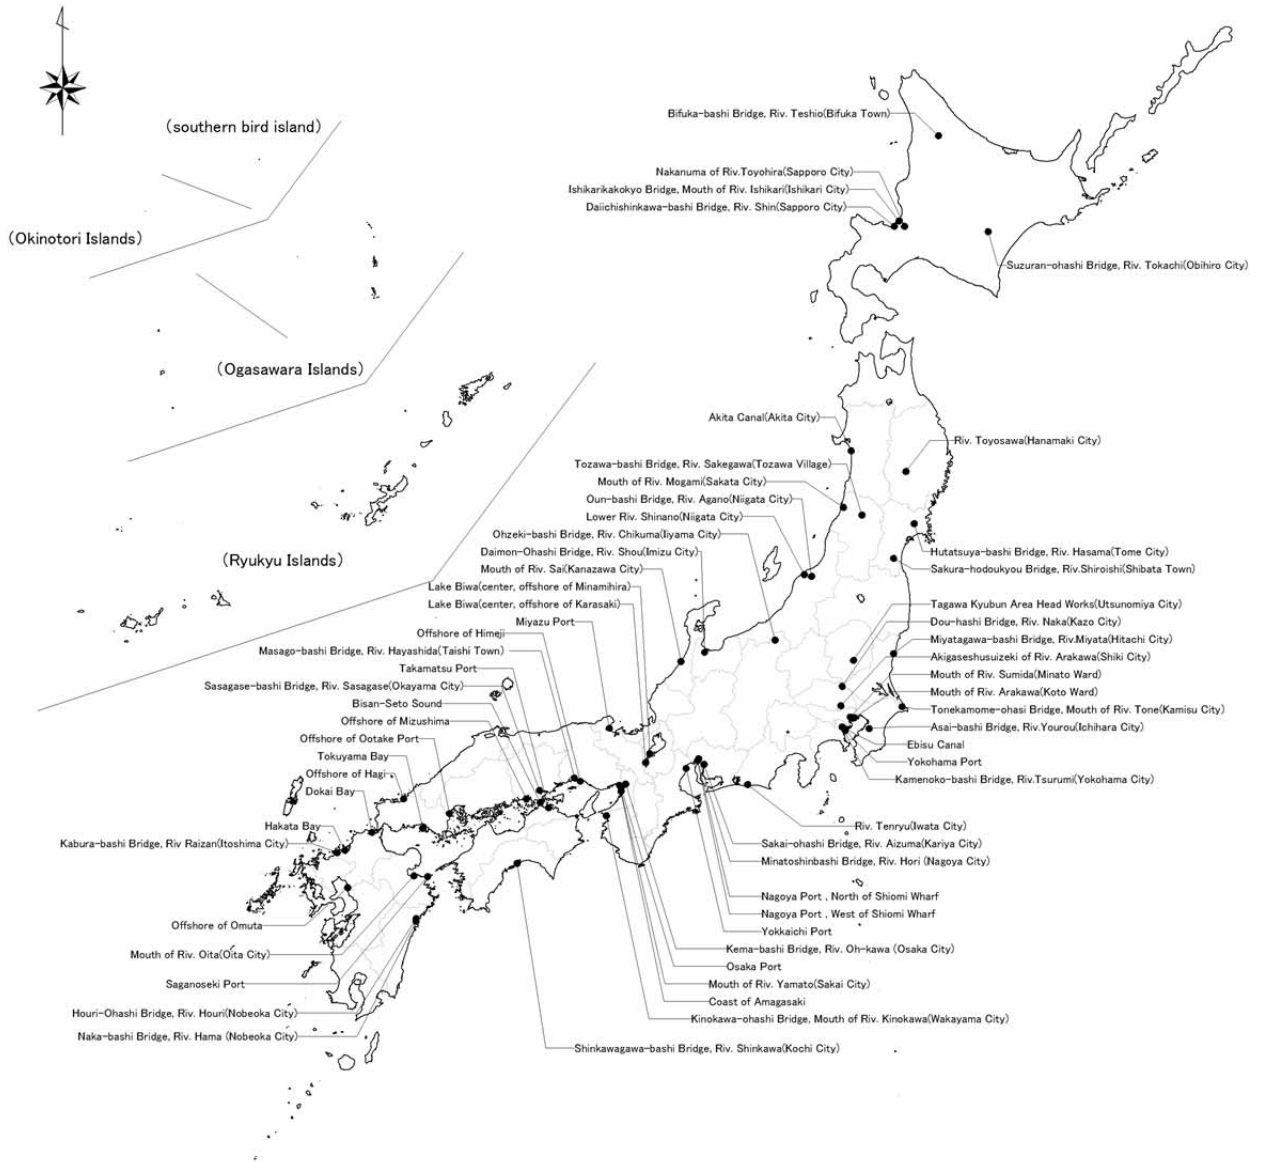 (southern bird island)
(Okinotori Islands)
(Ogasawara Islands)
(Ryukyu Islands)
Bifuka-bashi Bridge, Riv. Teshio(Bifuka Town)
Nakanuma of Riv.Toyohira(Sapporo City)
Ishikarikakokyo Bridge, Mouth of Riv. Ishikari(Ishikari City)
Daiichishinkawa-bashi Bridge, Riv. Shin(Sapporo City)
Suzuran-ohashi Bridge, Riv. Tokachi(Obihiro City)
Akita Canal(Akita City)
Riv. Toyosawa(Hanamaki City)
Tozawa-bashi Bridge, Riv. Sakegawa(Tozawa Village)
Mouth of Riv. Mogami(Sakata City)
Oun-bashi Bridge, Riv. Agano(Niigata City)
Lower Riv. Shinano(Niigata City)
Ohzeki-bashi Bridge, Riv. Chikuma(Iiyama City)
Daimon-Ohashi Bridge, Riv. Shou(Imizu City)
Mouth of Riv. Sai(Kanazawa City)
Lake Biwa(center, offshore of Minamihira)
Lake Biwa(center, offshore of Karasaki)
Miyazu Port
Offshore of Himeji
Masago-bashi Bridge, Riv. Hayashida(Taishi Town)
Takamatsu Port
Sasagase-bashi Bridge, Riv. Sasagase(Okayama City)
Bisan-Seto Sound
Offshore of Mizushima
Offshore of Ootake Port
Tokuyama Bay
Offshore of Hagi
Dokai Bay
Hakata Bay
Kabura-bashi Bridge, Riv Raizan(Itoshima City)
Offshore of Omuta
Mouth of Riv. Oita(Oita City)
Saganoseki Port
Houri-Ohashi Bridge, Riv. Houri(Nobeoka City)
Naka-bashi Bridge, Riv. Hama (Nobeoka City)
Hutatsuya-bashi Bridge, Riv. Hasama(Tome City)
Sakura-hodoukyou Bridge, Riv.Shiroishi(Shibata Town)
Tagawa Kyubun Area Head Works(Utsunomiya City)
Dou-hashi Bridge, Riv. Naka(Kazo City)
Miyatagawa-bashi Bridge, Riv.Miyata(Hitachi City)
Akigaseshusuizeki of Riv. Arakawa(Shiki City)
Mouth of Riv. Sumida(Minato Ward)
Mouth of Riv. Arakawa(Koto Ward)
Tonekamome-ohasi Bridge, Mouth of Riv. Tone(Kamisu City)
Asai-bashi Bridge, Riv.Yourou(Ichihara City)
Ebisu Canal
Yokohama Port
Kamenoko-bashi Bridge, Riv.Tsurumi(Yokohama City)
Riv. Tenryu(Iwata City)
Sakai-ohashi Bridge, Riv. Aizuma(Kariya City)
Minatoshinbashi Bridge, Riv. Hori (Nagoya City)
Nagoya Port , North of Shiomi Wharf
Nagoya Port , West of Shiomi Wharf
Yokkaichi Port
Kema-bashi Bridge, Riv. Oh-kawa (Osaka City)
Osaka Port
Mouth of Riv. Yamato(Sakai City)
Coast of Amagasaki
Kinokawa-ohashi Bridge, Mouth of Riv. Kinokawa(Wakayama City)
Shinkawagawa-bashi Bridge, Riv. Shinkawa(Kochi City)